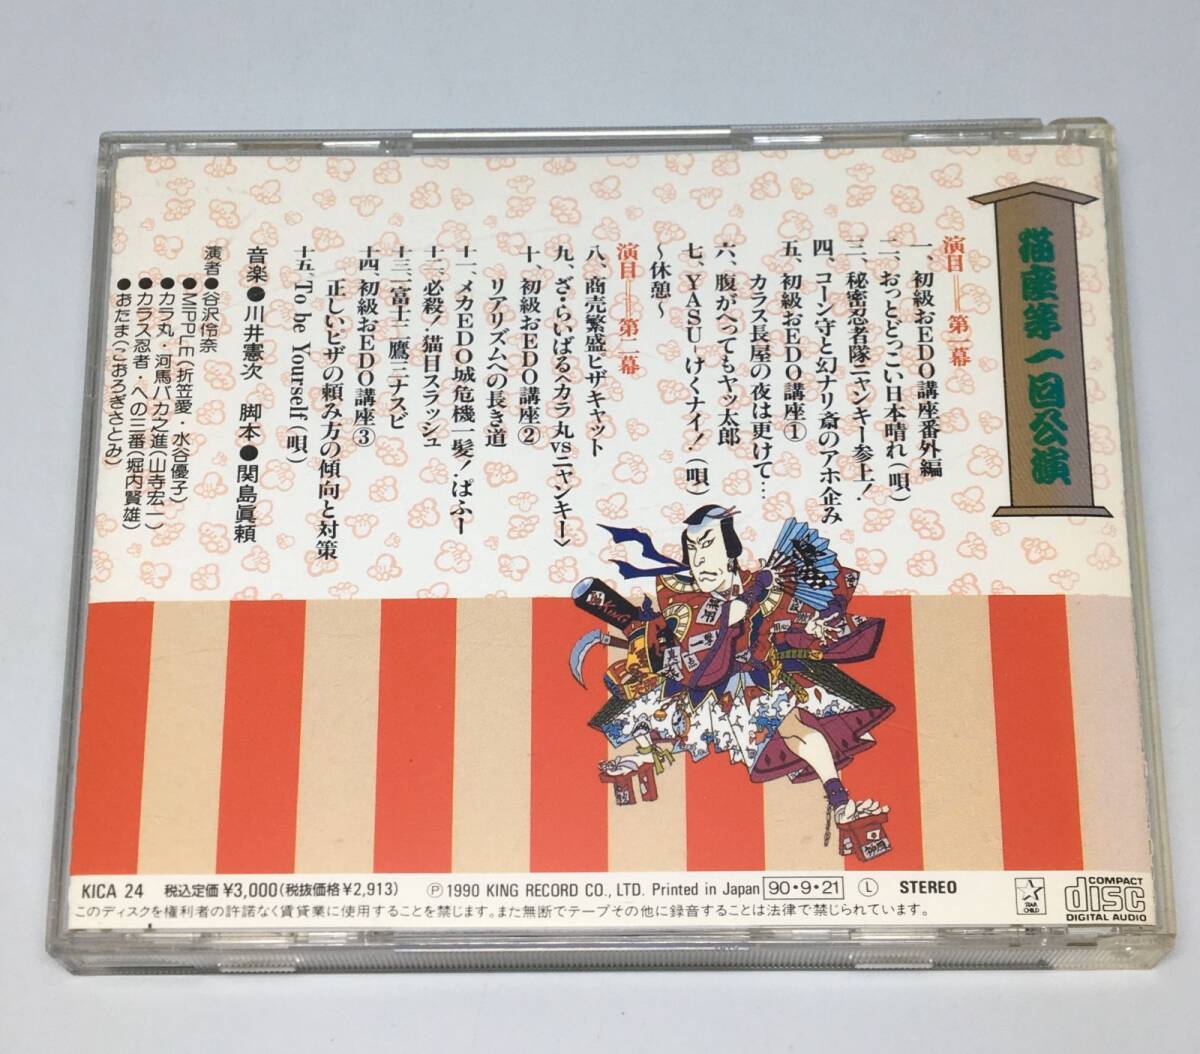 猫座第一回公演
演目＝第一幕
一、初級おEDO講座番外編
二、おっとどっこい日本晴れ(唄)
三、秘密忍者隊ニャンキー参上！
四、コーン守と幻ナリ斎のアホ企み
五、初級おEDO講座①
カラス長屋の夜は更けて…
六、腹がへってもヤッ太郎
七、YASU-けくナイ！(唄)
〜休憩〜
演目＝第二幕
八、商売繁盛ピザキャット
九、ざ・らいばる〈カラ丸vsニャンキー〉
十、初級おEDO講座②
リアリズムへの長き道
十一、メカEDO城危機一髪！ぱふー
十二、必殺！猫目スラッシュ
十三、一富士二鷹三ナスビ
十四、初級おEDO講座③
正しいピザの頼み方の傾向と対策
十五、To be Yourself(唄)
音楽●川井憲次 脚本●関島眞頼
演者●谷沢伶奈
●MIPPLE(折笠愛・水谷優子)
●カラ丸・河馬バカ之進(山寺宏一)
●カラス忍者・への三番(堀内賢雄)
●おたま(こおろぎさとみ)
KING
KICA 24 税込定価¥3,000(税抜価格¥2,913) Ⓟ1990 KING RECORD CO., LTD. Printed in Japan 90・9・21 Ⓛ STEREO
このディスクを権利者の許諾なく賃貸業に使用することを禁じます。また無断でテープその他に録音することは法律で禁じられています。
STAR CHILD
COMPACT disc DIGITAL AUDIO